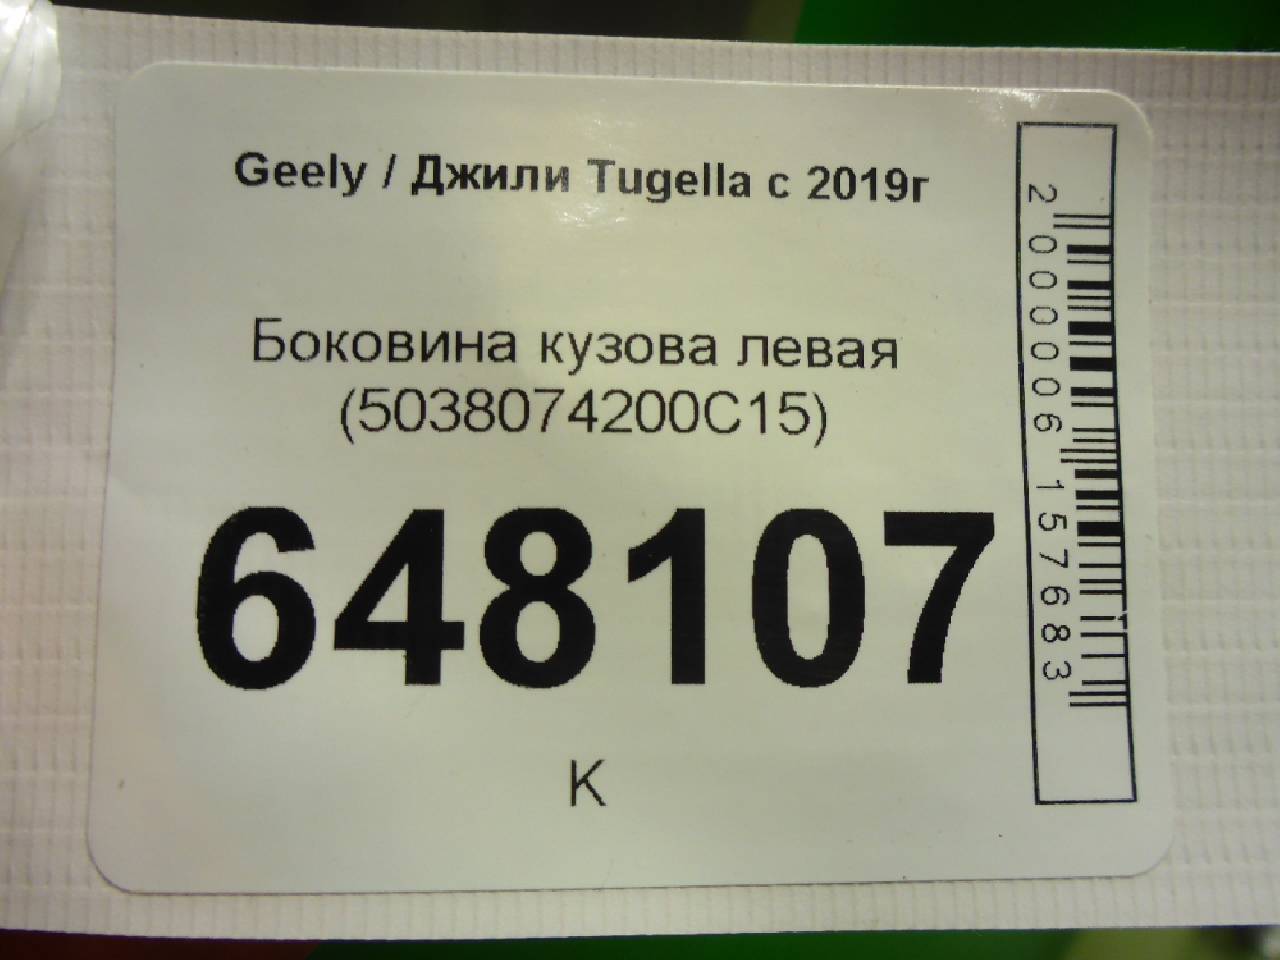 Geely / Джили Tugella с 2019г
Боковина кузова левая
(5038074200C15)
648107
К
2000006157683